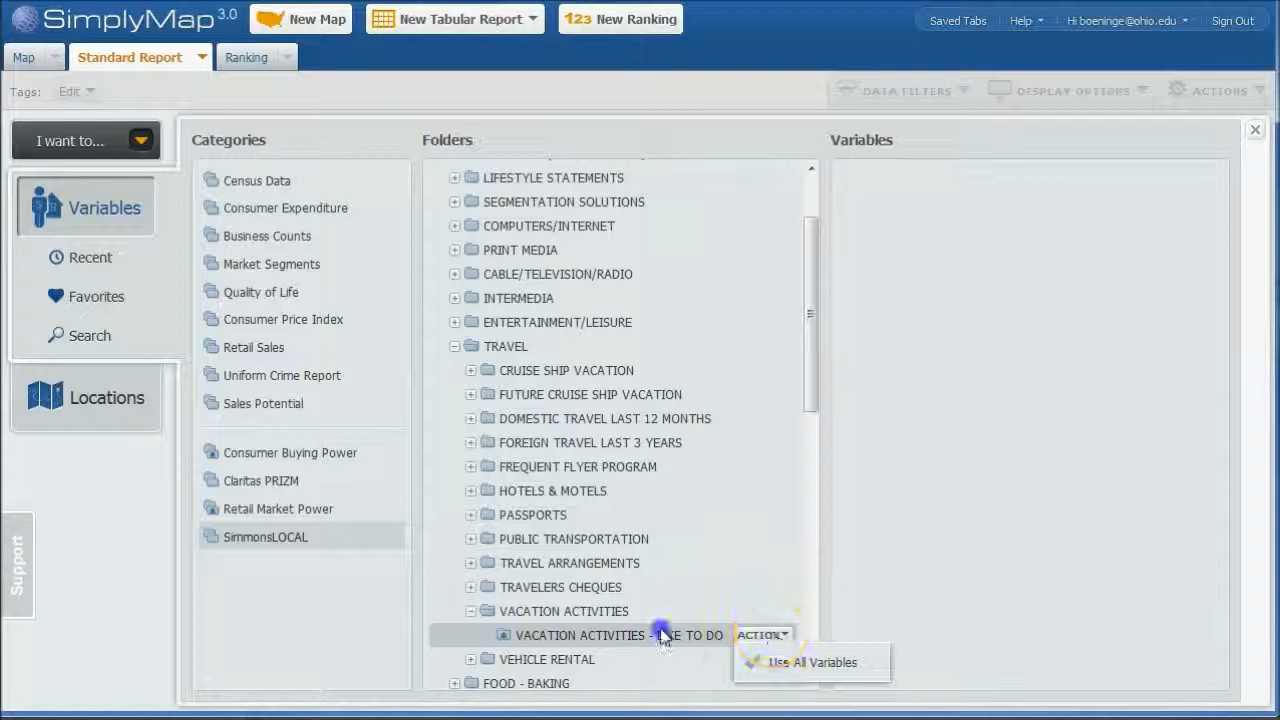 SimplyMap 3.0
New Map
New Tabular Report
123 New Ranking
Saved Tabs
Help
Hi boeninge@ohio.edu
Sign Out
Map
Standard Report
Ranking
Tags: Edit
DATA FILTERS
DISPLAY OPTIONS
ACTIONS
I want to...
Variables
Recent
Favorites
Search
Locations
Support
Categories
Census Data
Consumer Expenditure
Business Counts
Market Segments
Quality of Life
Consumer Price Index
Retail Sales
Uniform Crime Report
Sales Potential
Consumer Buying Power
Claritas PRIZM
Retail Market Power
SimmonsLOCAL
Folders
LIFESTYLE STATEMENTS
SEGMENTATION SOLUTIONS
COMPUTERS/INTERNET
PRINT MEDIA
CABLE/TELEVISION/RADIO
INTERMEDIA
ENTERTAINMENT/LEISURE
TRAVEL
CRUISE SHIP VACATION
FUTURE CRUISE SHIP VACATION
DOMESTIC TRAVEL LAST 12 MONTHS
FOREIGN TRAVEL LAST 3 YEARS
FREQUENT FLYER PROGRAM
HOTELS & MOTELS
PASSPORTS
PUBLIC TRANSPORTATION
TRAVEL ARRANGEMENTS
TRAVELERS CHEQUES
VACATION ACTIVITIES
VACATION ACTIVITIES - LIKE TO DO
ACTION
Use All Variables
VEHICLE RENTAL
FOOD - BAKING
Variables